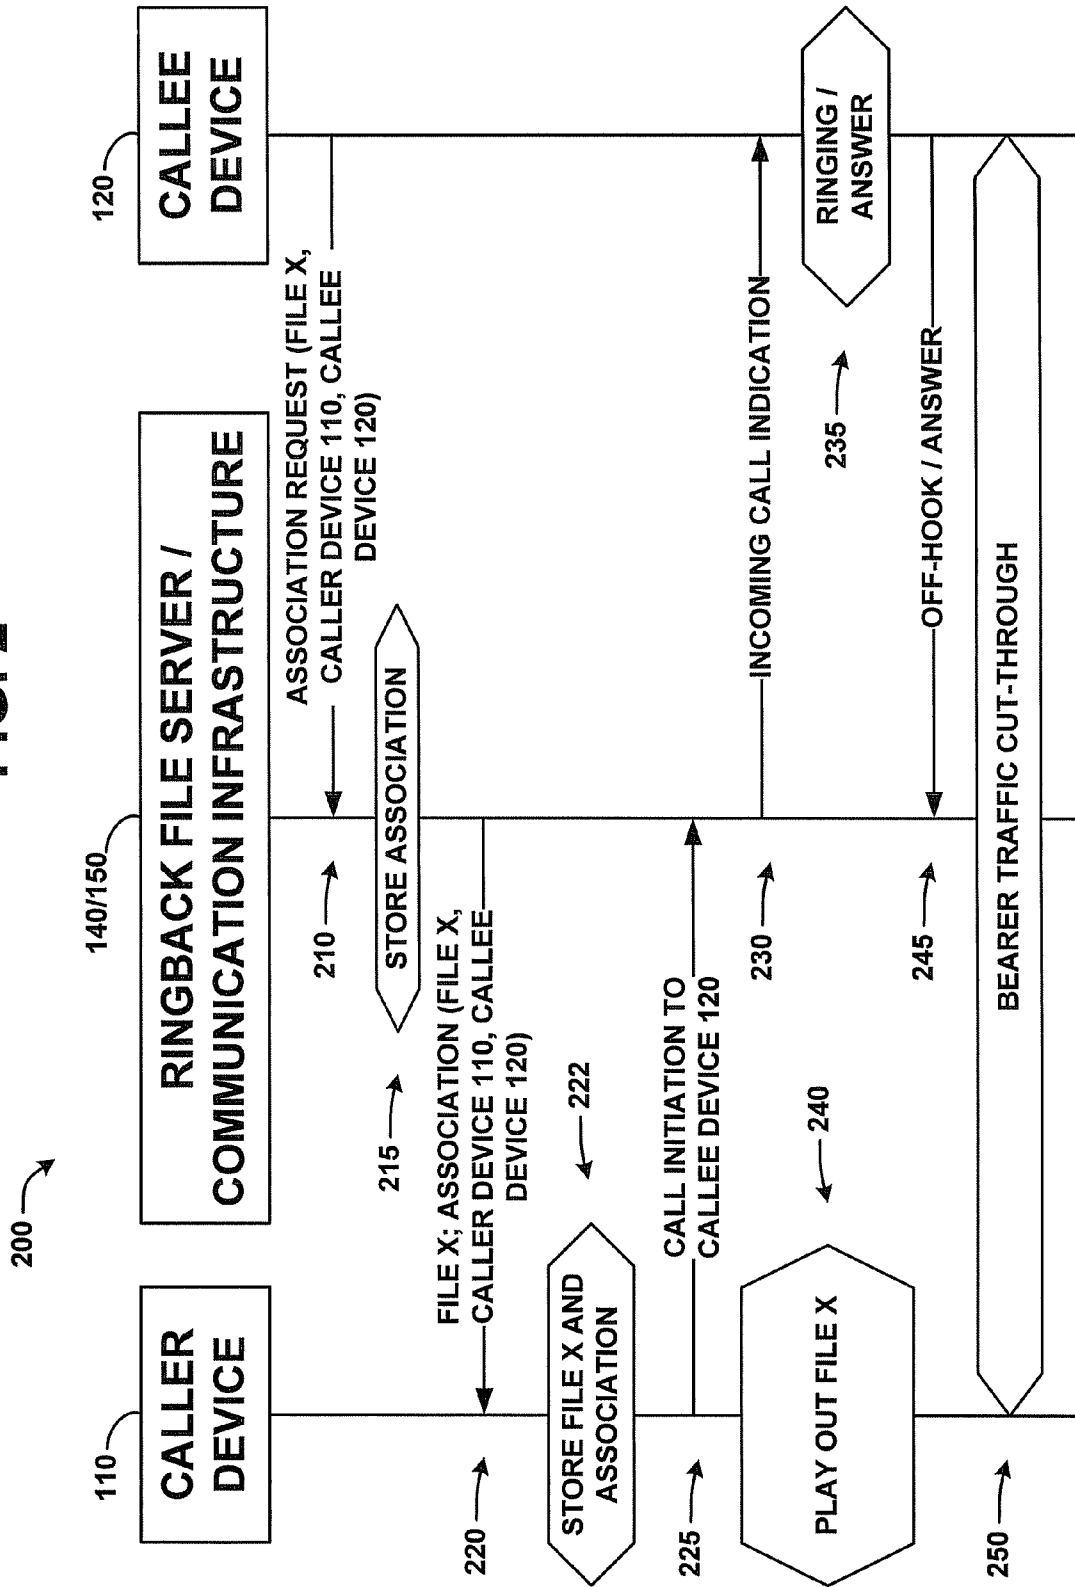 200
110
CALLER
DEVICE
140/150
RINGBACK FILE SERVER /
COMMUNICATION INFRASTRUCTURE
120
CALLEE
DEVICE
210
ASSOCIATION REQUEST (FILE X,
CALLER DEVICE 110, CALLEE
DEVICE 120)
215
STORE ASSOCIATION
220
FILE X; ASSOCIATION (FILE X,
CALLER DEVICE 110, CALLEE
DEVICE 120)
STORE FILE X AND
ASSOCIATION
222
225
CALL INITIATION TO
CALLEE DEVICE 120
230
INCOMING CALL INDICATION
PLAY OUT FILE X
240
235
RINGING /
ANSWER
245
OFF-HOOK / ANSWER
250
BEARER TRAFFIC CUT-THROUGH